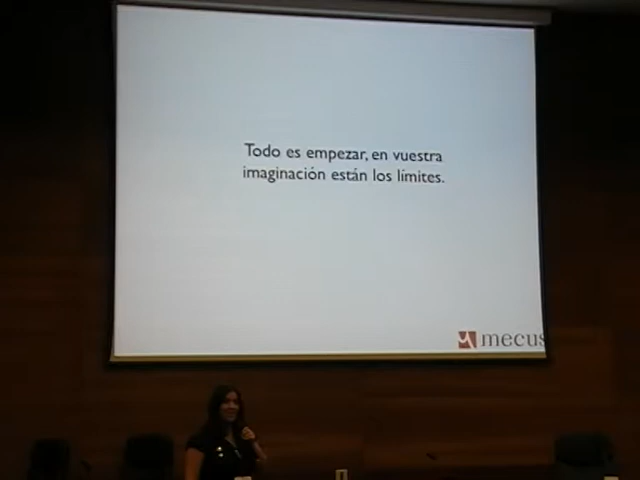 Todo es empezar, en vuestra
imaginación están los límites.
mecus